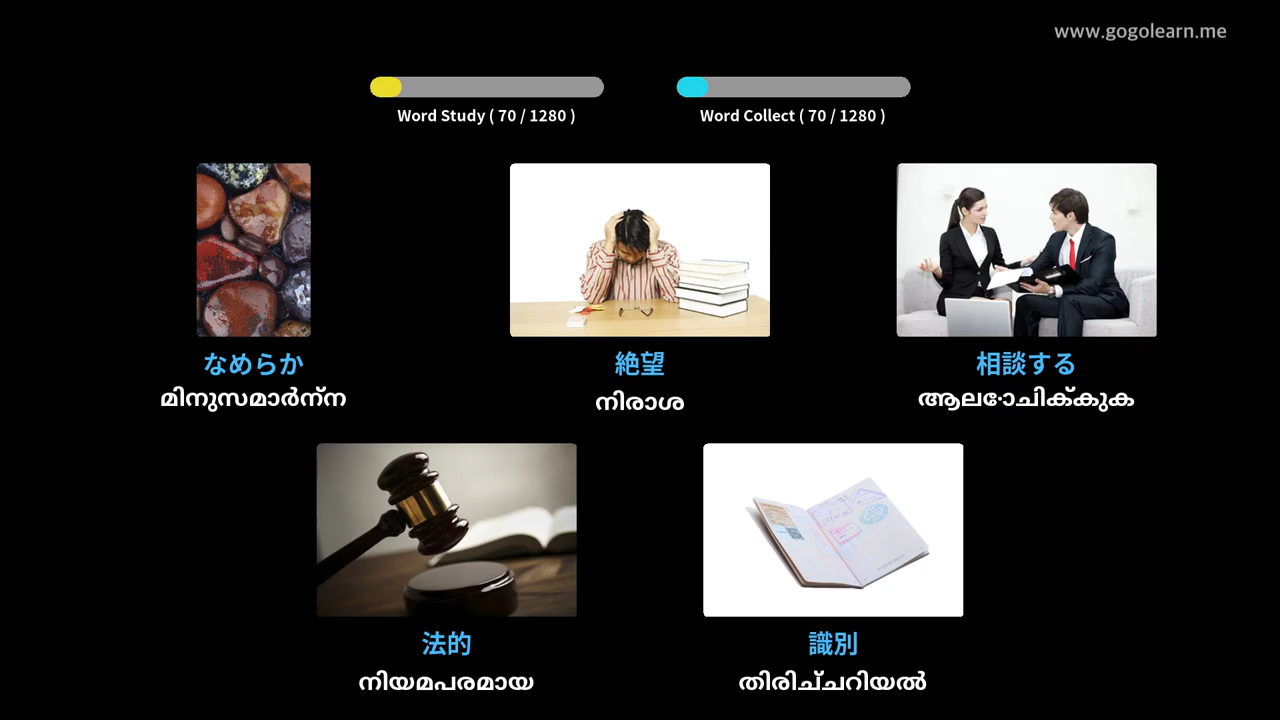 www.gogolearn.me
Word Study ( 70 / 1280 )
Word Collect ( 70 / 1280 )
なめらか
മിനുസമാർന്ന
絶望
നിരാശ
相談する
ആലോചിക്കുക
法的
നിയമപരമായ
識別
തിരിച്ചറിയൽ